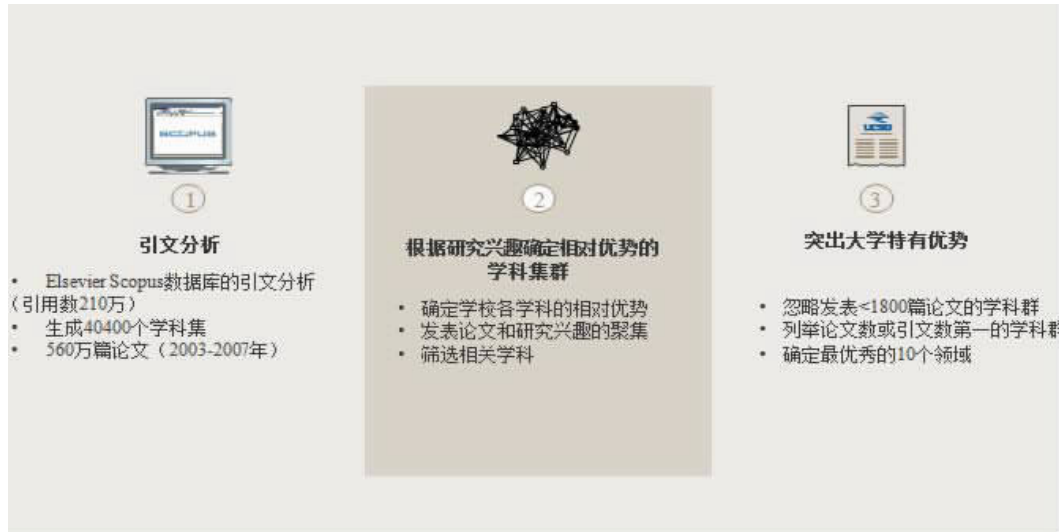 SCOPUS
1
引文分析
• Elsevier Scopus数据库的引文分析
(引用数210万)
• 生成40400个学科集
• 560万篇论文(2003-2007年)
2
根据研究兴趣确定相对优势的
学科集群
• 确定学校各学科的相对优势
• 发表论文和研究兴趣的聚集
• 筛选相关学科
UCSD
3
突出大学特有优势
• 忽略发表<1800篇论文的学科群
• 列举论文数或引文数第一的学科群
• 确定最优秀的10个领域